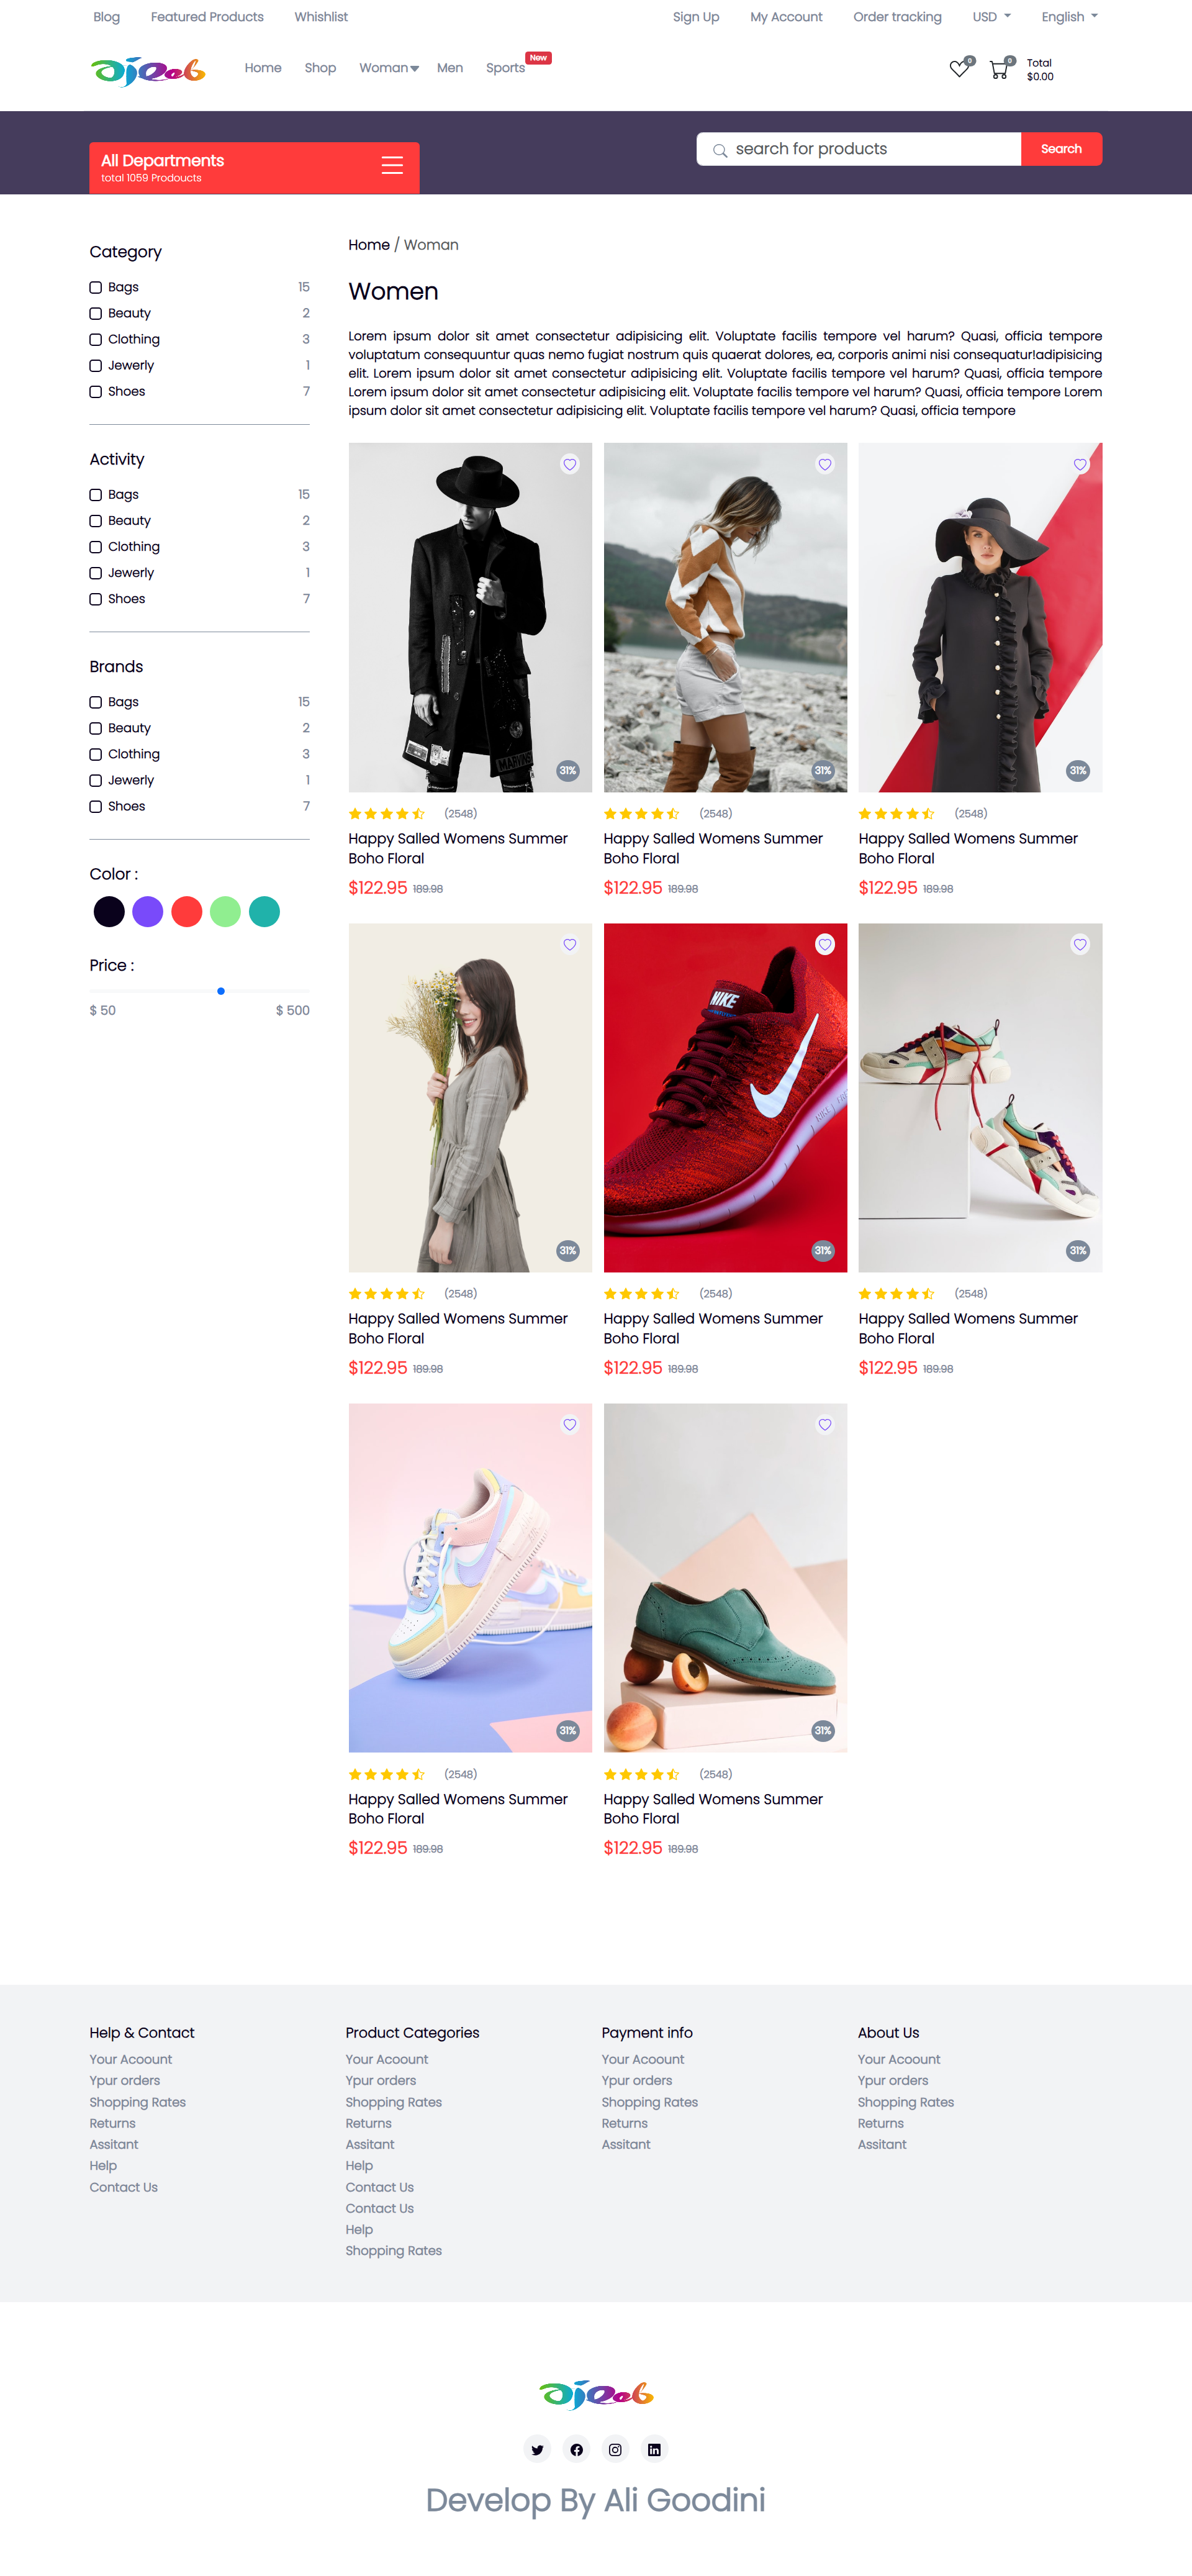 Blog Featured Products Whishlist Sign Up My Account Order tracking USD English
Home Shop Woman Men Sports New
0 0 Total
$0.00
All Departments
total 1059 Prodoucts
search for products Search
Category
Bags 15
Beauty 2
Clothing 3
Jewerly 1
Shoes 7
Activity
Bags 15
Beauty 2
Clothing 3
Jewerly 1
Shoes 7
Brands
Bags 15
Beauty 2
Clothing 3
Jewerly 1
Shoes 7
Color :
Price :
$ 50 $ 500
Home / Woman
Women
Lorem ipsum dolor sit amet consectetur adipisicing elit. Voluptate facilis tempore vel harum? Quasi, officia tempore
voluptatum consequuntur quas nemo fugiat nostrum quis quaerat dolores, ea, corporis animi nisi consequatur!adipisicing
elit. Lorem ipsum dolor sit amet consectetur adipisicing elit. Voluptate facilis tempore vel harum? Quasi, officia tempore
Lorem ipsum dolor sit amet consectetur adipisicing elit. Voluptate facilis tempore vel harum? Quasi, officia tempore Lorem
ipsum dolor sit amet consectetur adipisicing elit. Voluptate facilis tempore vel harum? Quasi, officia tempore
31% 31% 31%
(2548) (2548) (2548)
Happy Salled Womens Summer Happy Salled Womens Summer Happy Salled Womens Summer
Boho Floral Boho Floral Boho Floral
$122.95 189.98 $122.95 189.98 $122.95 189.98
NIKE
31% 31% 31%
(2548) (2548) (2548)
Happy Salled Womens Summer Happy Salled Womens Summer Happy Salled Womens Summer
Boho Floral Boho Floral Boho Floral
$122.95 189.98 $122.95 189.98 $122.95 189.98
31% 31%
(2548) (2548)
Happy Salled Womens Summer Happy Salled Womens Summer
Boho Floral Boho Floral
$122.95 189.98 $122.95 189.98
Help & Contact
Your Acoount
Ypur orders
Shopping Rates
Returns
Assitant
Help
Contact Us
Product Categories
Your Acoount
Ypur orders
Shopping Rates
Returns
Assitant
Help
Contact Us
Contact Us
Help
Shopping Rates
Payment info
Your Acoount
Ypur orders
Shopping Rates
Returns
Assitant
About Us
Your Acoount
Ypur orders
Shopping Rates
Returns
Assitant
Develop By Ali Goodini